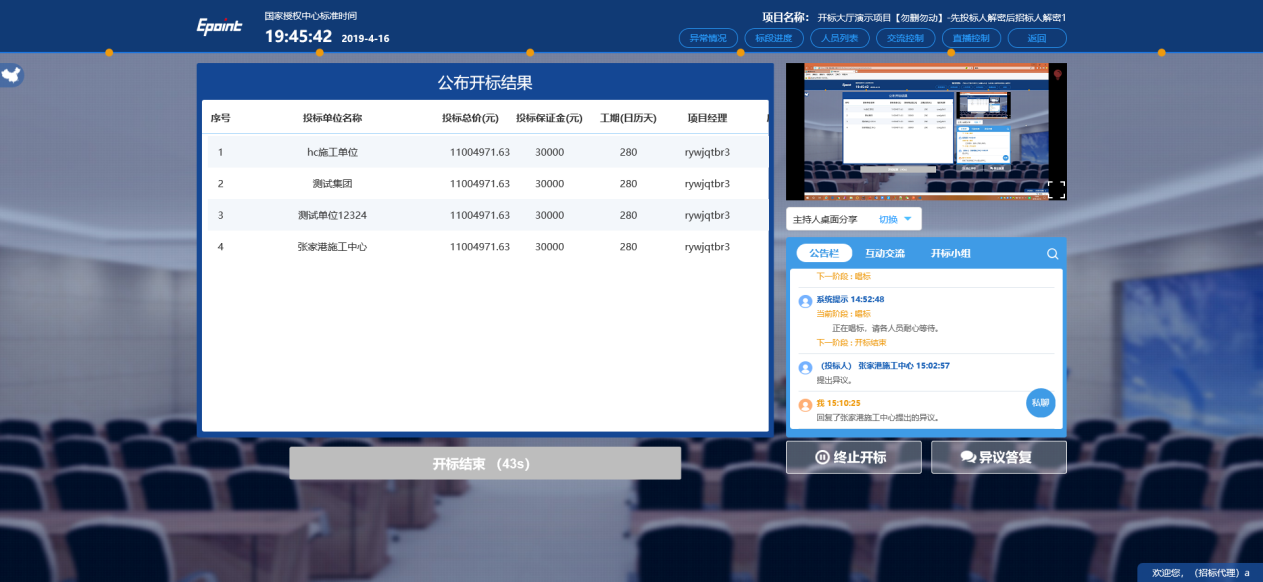 Epoint
国家授权中心标准时间
19:45:42 2019-4-16
项目名称: 开标大厅演示项目【勿删勿动】-先投标人解密后招标人解密1
异常情况 标段进度 人员列表 交流控制 直播控制 返回
公布开标结果
序号 投标单位名称 投标总价(元) 投标保证金(元) 工期(日历天) 项目经理
1 hc施工单位 11004971.63 30000 280 rywjqtbr3
2 测试集团 11004971.63 30000 280 rywjqtbr3
3 测试单位12324 11004971.63 30000 280 rywjqtbr3
4 张家港施工中心 11004971.63 30000 280 rywjqtbr3
开标结束 (43s)
主持人桌面分享 切换
公告栏 互动交流 开标小组
下一阶段 : 唱标
系统提示 14:52:48
当前阶段 : 唱标
正在唱标、请各人员耐心等待。
下一阶段 : 开标结束
(投标人) 张家港施工中心 15:02:57
提出异议。
我 15:10:25
回复了张家港施工中心提出的异议。
私聊
终止开标 异议答复
欢迎您, (招标代理) a